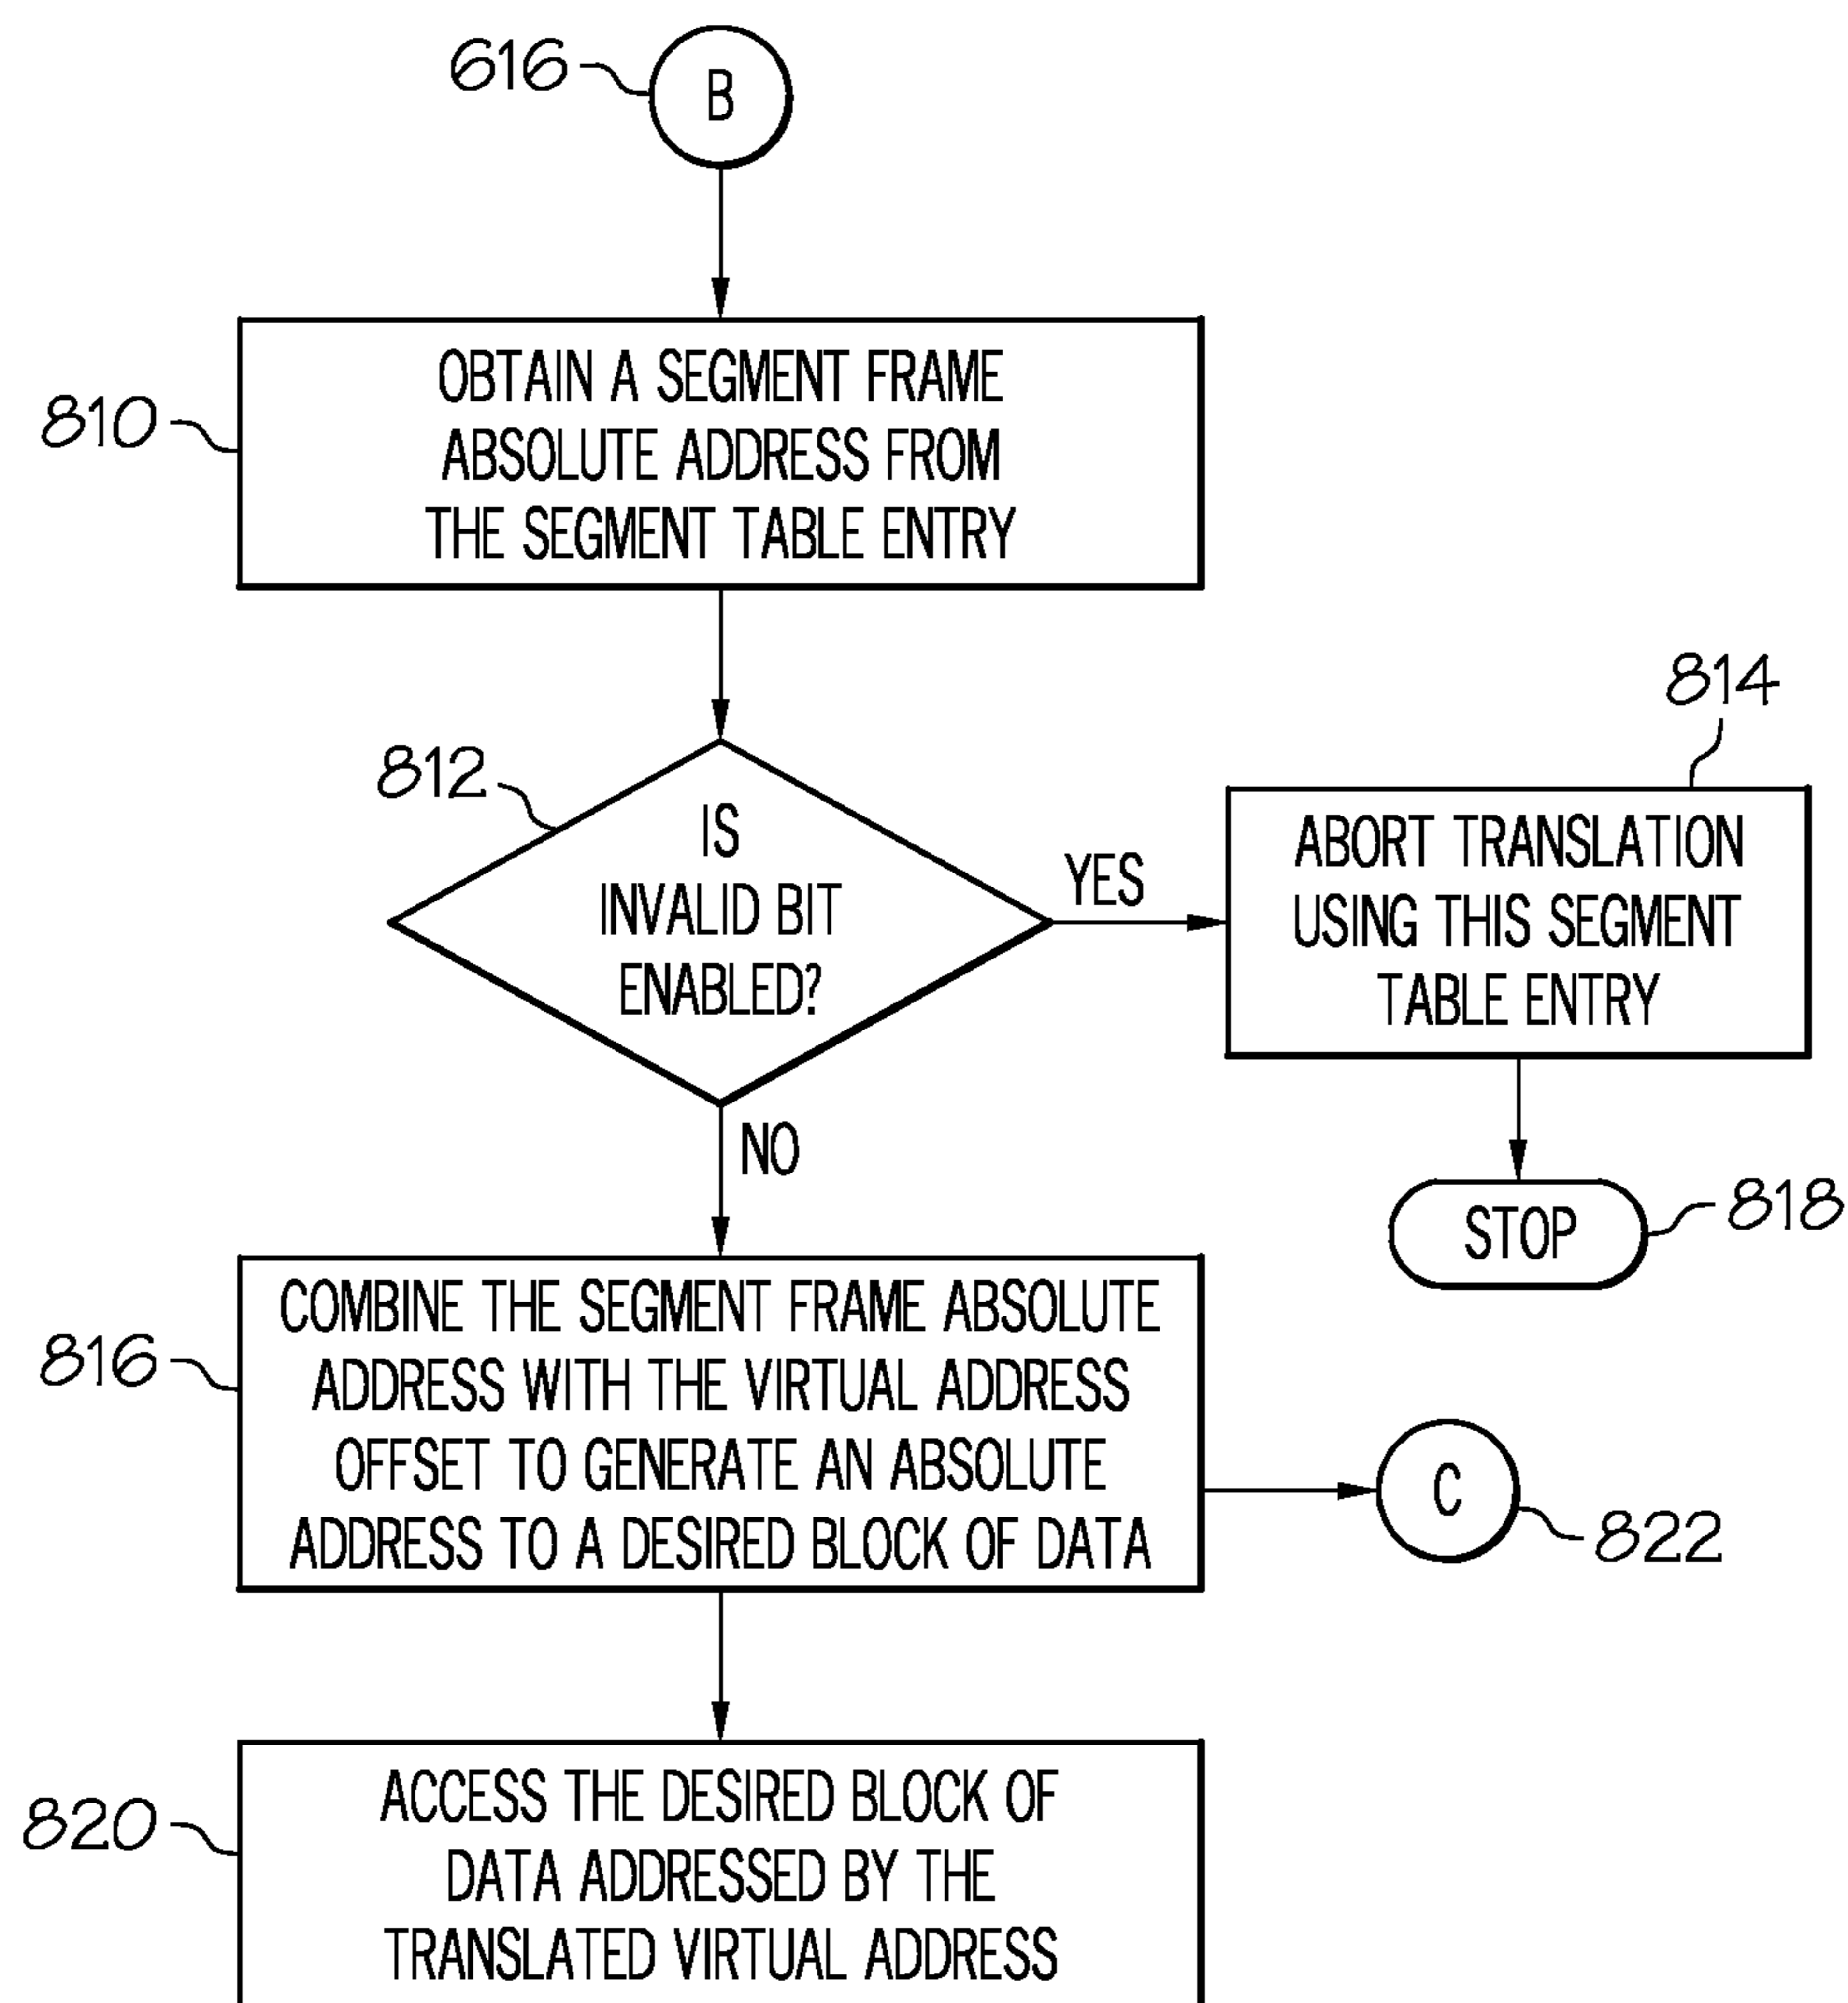 616
B
810
OBTAIN A SEGMENT FRAME
ABSOLUTE ADDRESS FROM
THE SEGMENT TABLE ENTRY
812
IS
INVALID BIT
ENABLED?
YES
814
ABORT TRANSLATION
USING THIS SEGMENT
TABLE ENTRY
NO
STOP
818
816
COMBINE THE SEGMENT FRAME ABSOLUTE
ADDRESS WITH THE VIRTUAL ADDRESS
OFFSET TO GENERATE AN ABSOLUTE
ADDRESS TO A DESIRED BLOCK OF DATA
C
822
820
ACCESS THE DESIRED BLOCK OF
DATA ADDRESSED BY THE
TRANSLATED VIRTUAL ADDRESS